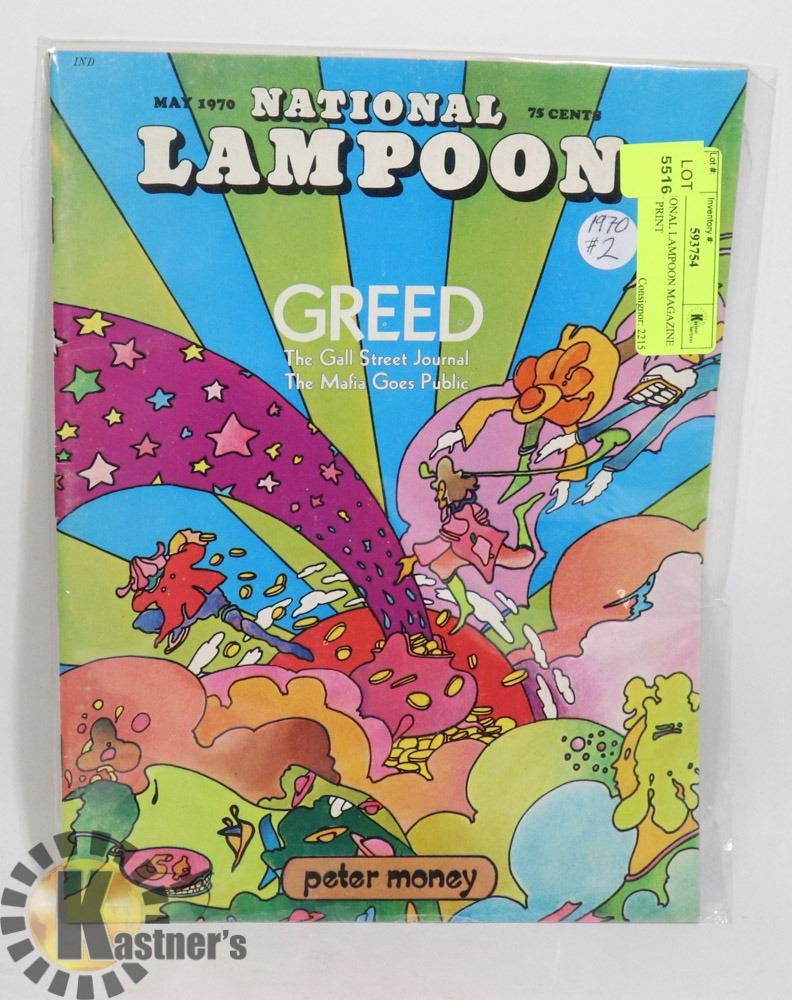 IND
MAY 1970
NATIONAL
75 CENTS
LAMPOON
Lot #:
LOT
5516
Inventory #:
593754
ONAL LAMPOON MAGAZINE
PRINT
Consignor: 2215
1970
#2
GREED
The Gall Street Journal
The Mafia Goes Public
peter money
Kastner's